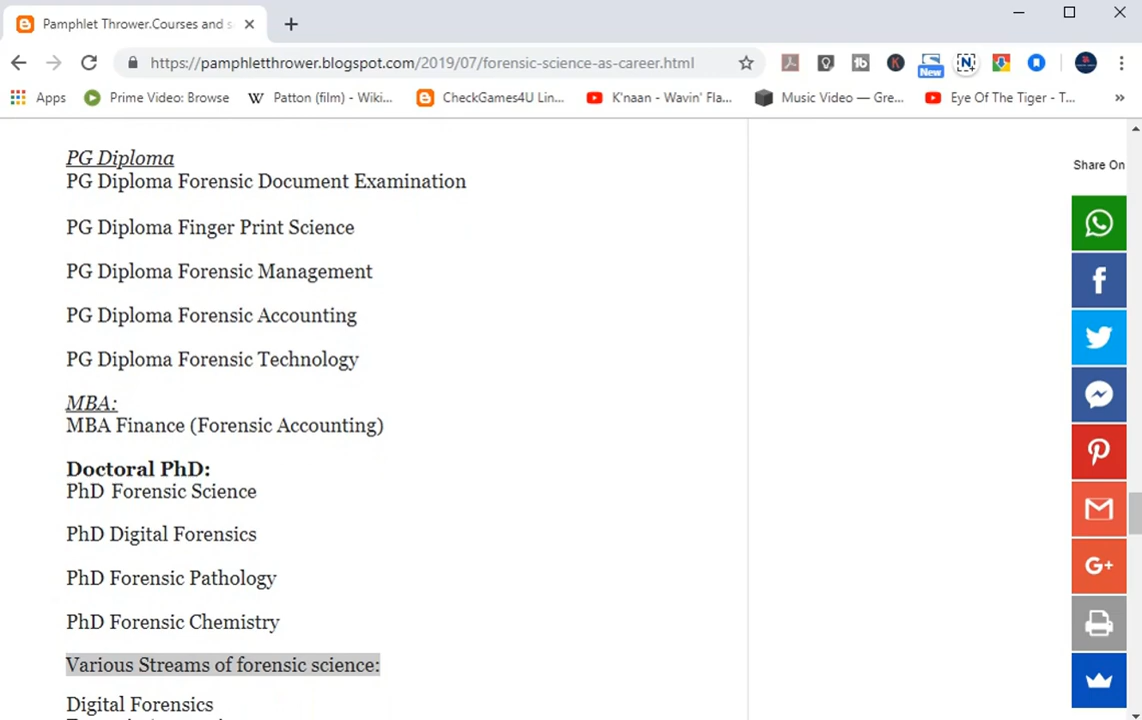 Pamphlet Thrower.Courses and s
https://pamphletthrower.blogspot.com/2019/07/forensic-science-as-career.html
New
Apps
Prime Video: Browse
Patton (film) - Wiki...
CheckGames4U Lin...
K'naan - Wavin' Fla...
Music Video — Gre...
Eye Of The Tiger - T...
PG Diploma
PG Diploma Forensic Document Examination
PG Diploma Finger Print Science
PG Diploma Forensic Management
PG Diploma Forensic Accounting
PG Diploma Forensic Technology
MBA:
MBA Finance (Forensic Accounting)
Doctoral PhD:
PhD Forensic Science
PhD Digital Forensics
PhD Forensic Pathology
PhD Forensic Chemistry
Various Streams of forensic science:
Digital Forensics
Share On